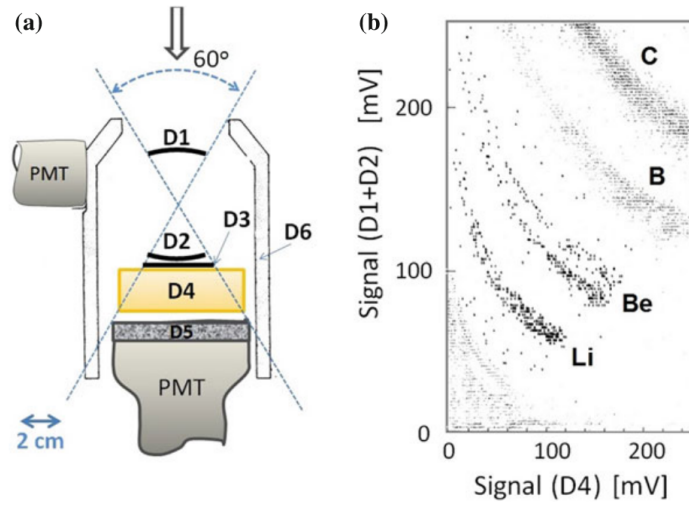 (a)
60°
D1
PMT
D2
D3
D6
D4
D5
PMT
2 cm
(b)
Signal (D1+D2) [mV]
200
100
0
C
B
Be
Li
0
100
200
Signal (D4) [mV]